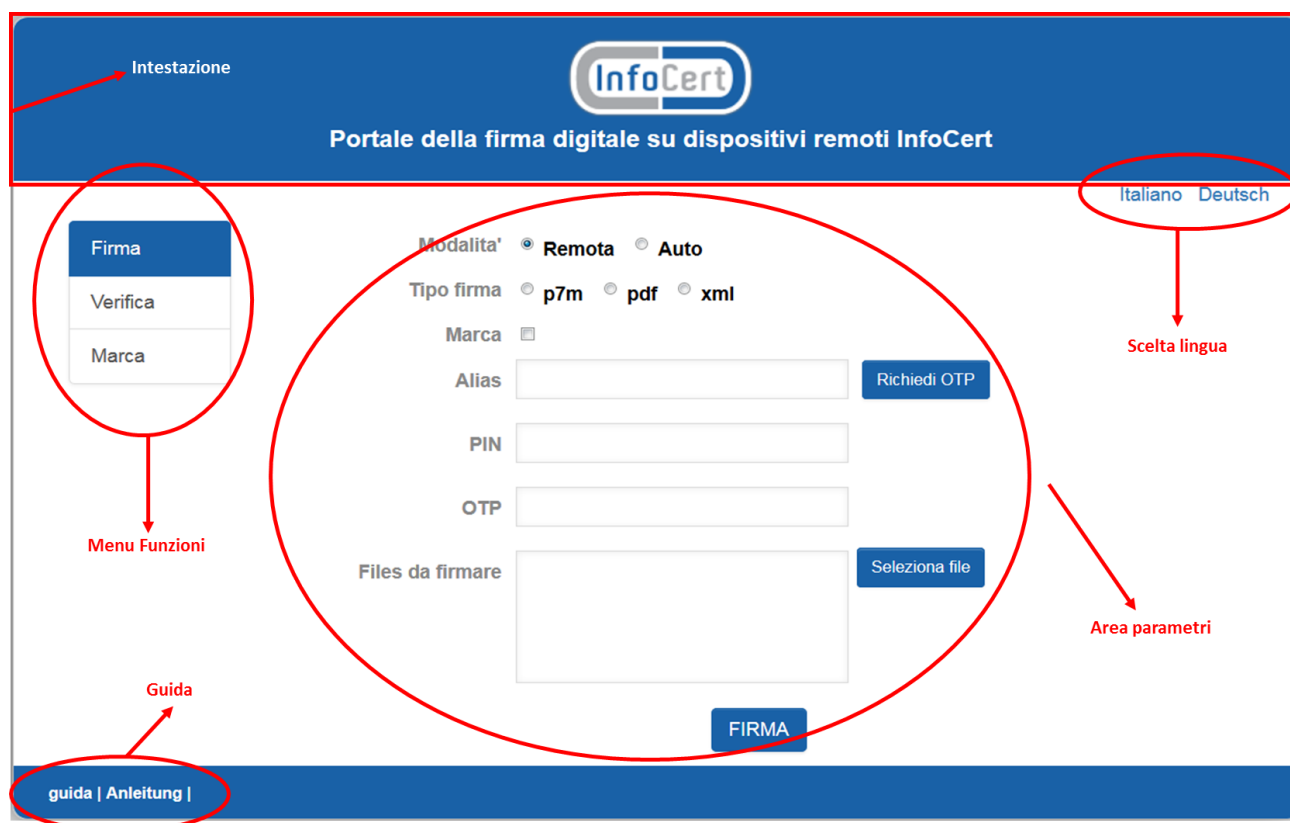 Intestazione
InfoCert
Portale della firma digitale su dispositivi remoti InfoCert
Italiano Deutsch
Firma
Verifica
Marca
Modalita' Remota Auto
Tipo firma p7m pdf xml
Marca
Alias Richiedi OTP
PIN
OTP
Files da firmare Seleziona file
FIRMA
Scelta lingua
Menu Funzioni
Area parametri
Guida
guida | Anleitung |